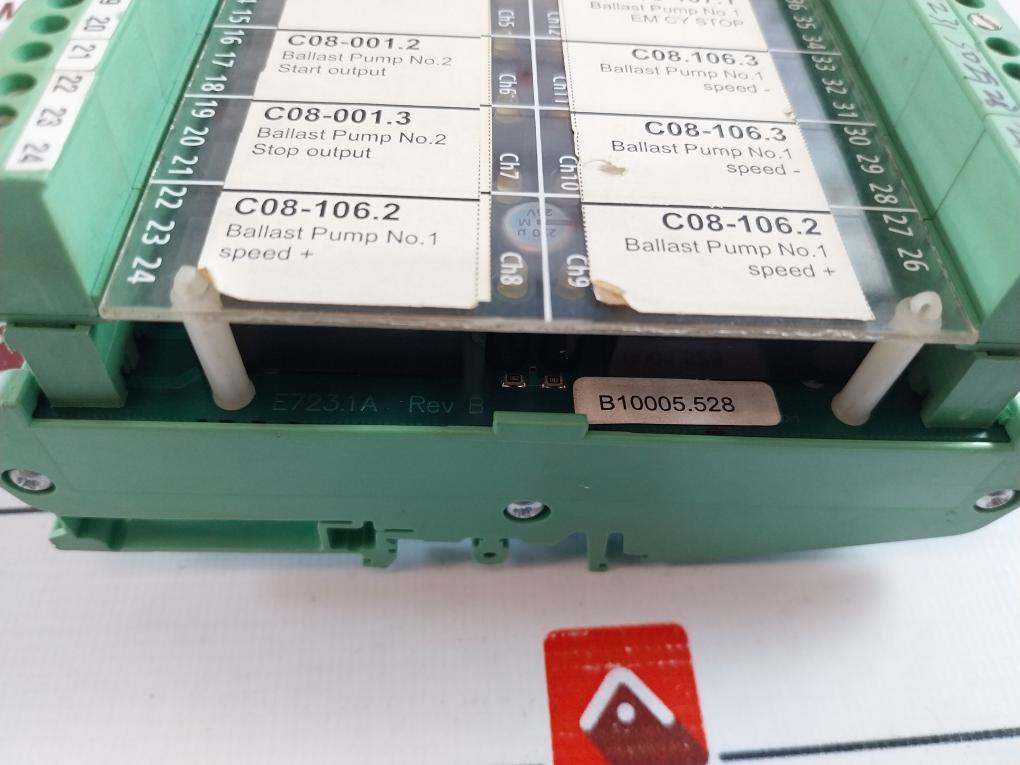 19
20
21
22
23
24
15
16
17
18
19
20
21
22
23
24
C08-001.2
Ballast Pump No.2
Start output
C08-001.3
Ballast Pump No.2
Stop output
C08-106.2
Ballast Pump No.1
speed +
Ch5
Ch6
Ch7
Ch8
Ch12
Ch11
Ch10
Ch9
220 µ
25V
Ballast Pump No.1
EM'CY STOP
C08.106.3
Ballast Pump No.1
speed -
C08-106.3
Ballast Pump No.1
speed -
C08-106.2
Ballast Pump No.1
speed +
36
35
34
33
32
31
30
29
28
27
26
E723.1A Rev B
B10005.528